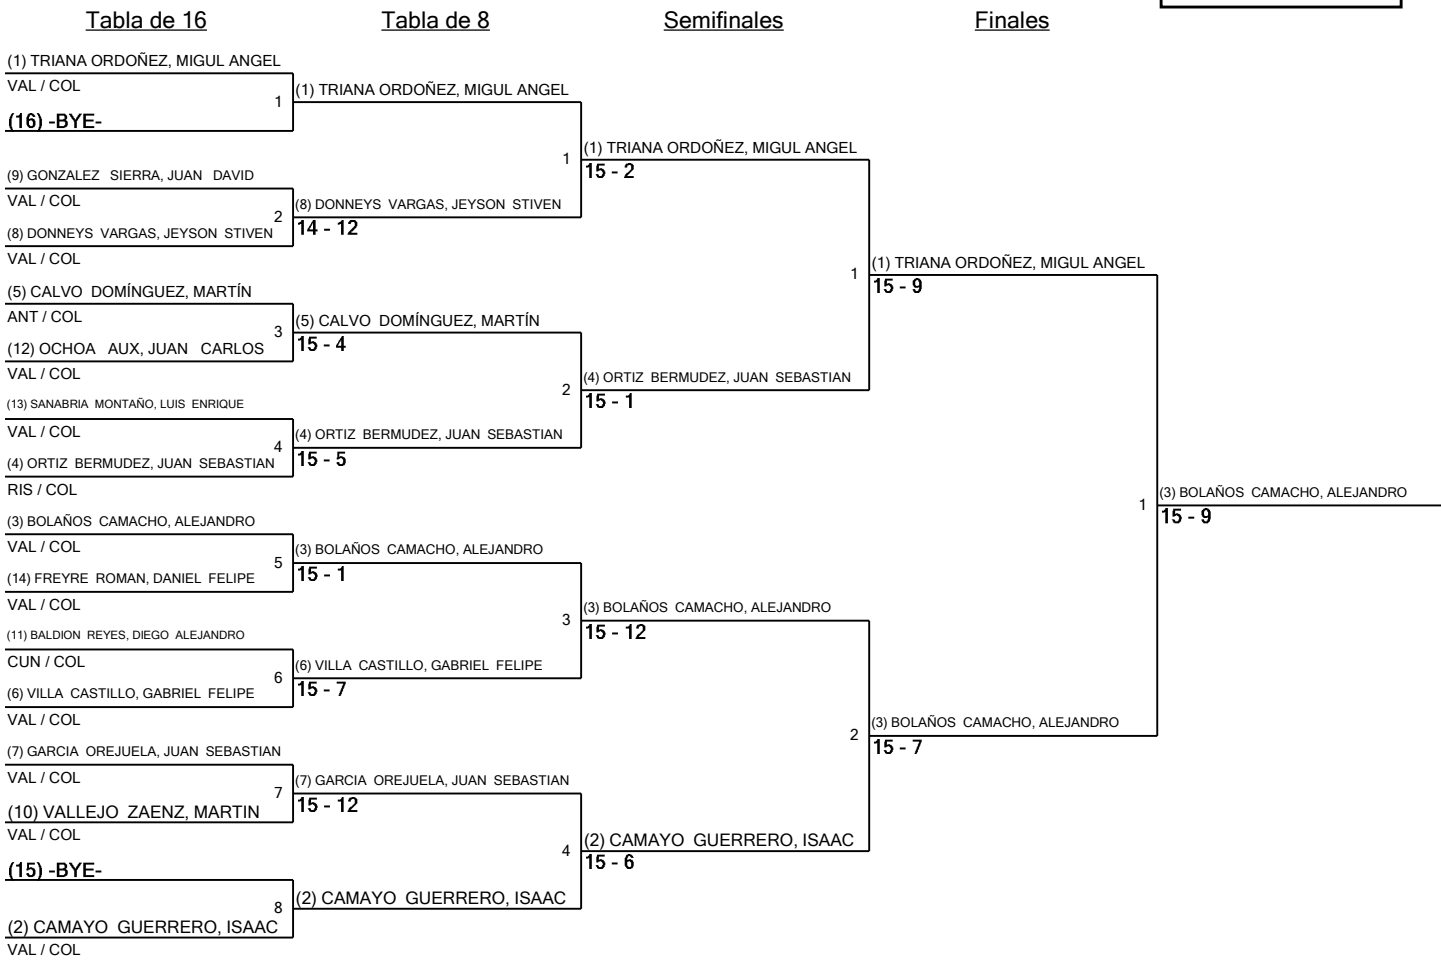 Tabla de 16
Tabla de 8
Semifinales
Finales
(1) TRIANA ORDOÑEZ, MIGUL ANGEL
VAL / COL
1
(16) -BYE-
(9) GONZALEZ SIERRA, JUAN DAVID
VAL / COL
2
(8) DONNEYS VARGAS, JEYSON STIVEN
VAL / COL
(5) CALVO DOMÍNGUEZ, MARTÍN
ANT / COL
3
(12) OCHOA AUX, JUAN CARLOS
VAL / COL
(13) SANABRIA MONTAÑO, LUIS ENRIQUE
VAL / COL
4
(4) ORTIZ BERMUDEZ, JUAN SEBASTIAN
RIS / COL
(3) BOLAÑOS CAMACHO, ALEJANDRO
VAL / COL
5
(14) FREYRE ROMAN, DANIEL FELIPE
VAL / COL
(11) BALDION REYES, DIEGO ALEJANDRO
CUN / COL
6
(6) VILLA CASTILLO, GABRIEL FELIPE
VAL / COL
(7) GARCIA OREJUELA, JUAN SEBASTIAN
VAL / COL
7
(10) VALLEJO ZAENZ, MARTIN
VAL / COL
(15) -BYE-
8
(2) CAMAYO GUERRERO, ISAAC
VAL / COL
(1) TRIANA ORDOÑEZ, MIGUL ANGEL
1
(8) DONNEYS VARGAS, JEYSON STIVEN
14 - 12
(5) CALVO DOMÍNGUEZ, MARTÍN
15 - 4
2
(4) ORTIZ BERMUDEZ, JUAN SEBASTIAN
15 - 5
(3) BOLAÑOS CAMACHO, ALEJANDRO
15 - 1
3
(6) VILLA CASTILLO, GABRIEL FELIPE
15 - 7
(7) GARCIA OREJUELA, JUAN SEBASTIAN
15 - 12
4
(2) CAMAYO GUERRERO, ISAAC
(1) TRIANA ORDOÑEZ, MIGUL ANGEL
15 - 2
1
(4) ORTIZ BERMUDEZ, JUAN SEBASTIAN
15 - 1
(3) BOLAÑOS CAMACHO, ALEJANDRO
15 - 12
2
(2) CAMAYO GUERRERO, ISAAC
15 - 6
(1) TRIANA ORDOÑEZ, MIGUL ANGEL
15 - 9
1
(3) BOLAÑOS CAMACHO, ALEJANDRO
15 - 7
(3) BOLAÑOS CAMACHO, ALEJANDRO
15 - 9